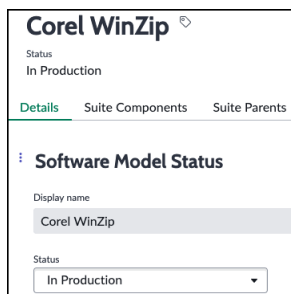 Corel WinZip
Status
In Production
Details Suite Components Suite Parents
Software Model Status
Display name
Corel WinZip
Status
In Production